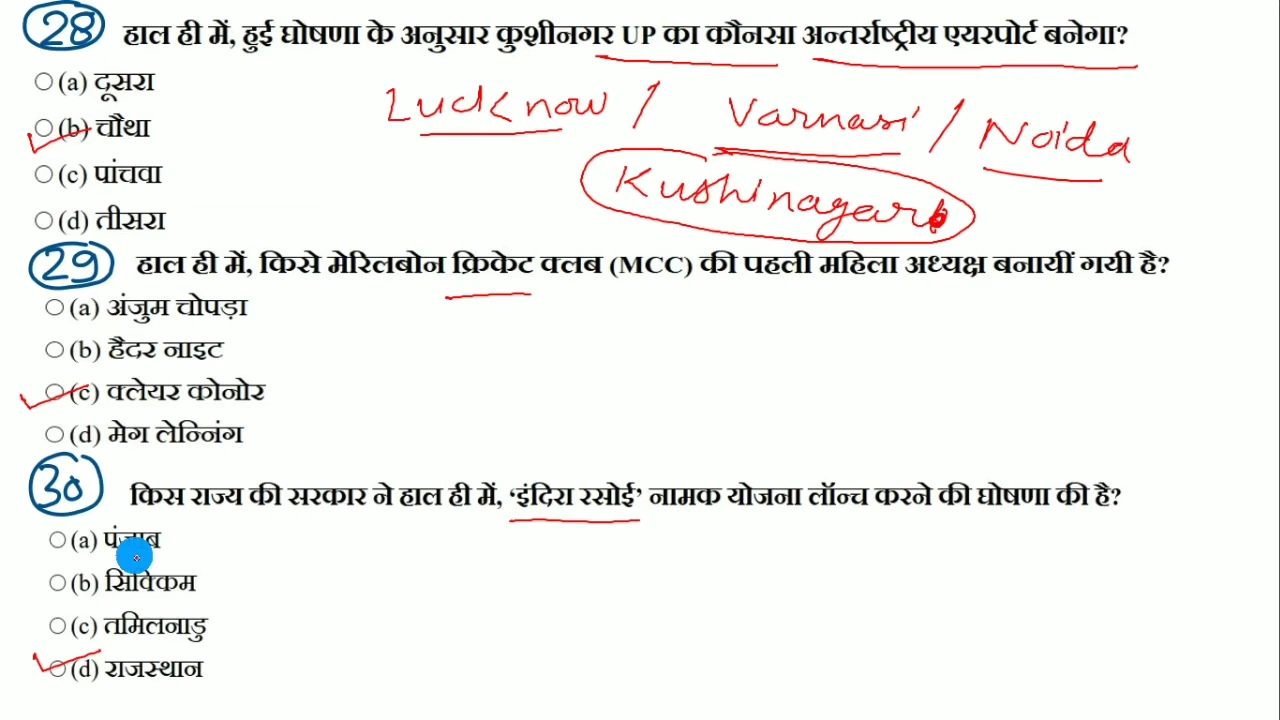 28 हाल ही में, हुई घोषणा के अनुसार कुशीनगर UP का कौनसा अन्तर्राष्ट्रीय एयरपोर्ट बनेगा?
(a) दूसरा
(b) चौथा
(c) पांचवा
(d) तीसरा
Lucknow / Varnasi / Noida
Kushinagar
29 हाल ही में, किसे मेरिलबोन क्रिकेट क्लब (MCC) की पहली महिला अध्यक्ष बनायीं गयी है?
(a) अंजुम चोपड़ा
(b) हैदर नाइट
(c) क्लेयर कोनोर
(d) मेग लेन्निंग
30 किस राज्य की सरकार ने हाल ही में, ‘इंदिरा रसोई’ नामक योजना लॉन्च करने की घोषणा की है?
(a) पंजाब
(b) सिक्किम
(c) तमिलनाडु
(d) राजस्थान